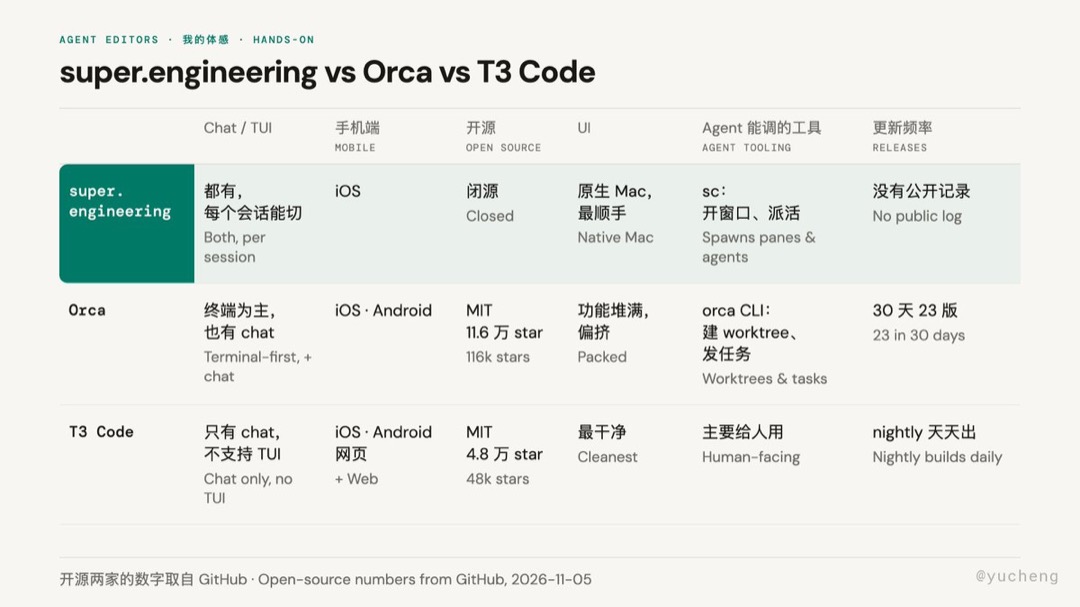 AGENT EDITORS · 我的体感 · HANDS-ON
super.engineering vs Orca vs T3 Code
Chat / TUI
手机端
MOBILE
开源
OPEN SOURCE
UI
Agent 能调的工具
AGENT TOOLING
更新频率
RELEASES
super.
engineering
都有，
每个会话能切
Both, per
session
iOS
闭源
Closed
原生 Mac，
最顺手
Native Mac
sc：
开窗口、派活
Spawns panes &
agents
没有公开记录
No public log
Orca
终端为主，
也有 chat
Terminal-first, +
chat
iOS · Android
MIT
11.6 万 star
116k stars
功能堆满，
偏挤
Packed
orca CLI：
建 worktree、
发任务
Worktrees & tasks
30 天 23 版
23 in 30 days
T3 Code
只有 chat，
不支持 TUI
Chat only, no
TUI
iOS · Android
网页
+ Web
MIT
4.8 万 star
48k stars
最干净
Cleanest
主要给人用
Human-facing
nightly 天天出
Nightly builds daily
开源两家的数字取自 GitHub · Open-source numbers from GitHub, 2026-11-05
@yucheng